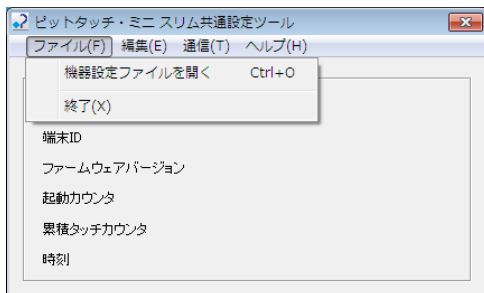 ピットタッチ・ミニ スリム共通設定ツール
ファイル(F) 編集(E) 通信(T) ヘルプ(H)
機器設定ファイルを開く Ctrl+O
終了(X)
端末ID
ファームウェアバージョン
起動カウンタ
累積タッチカウンタ
時刻